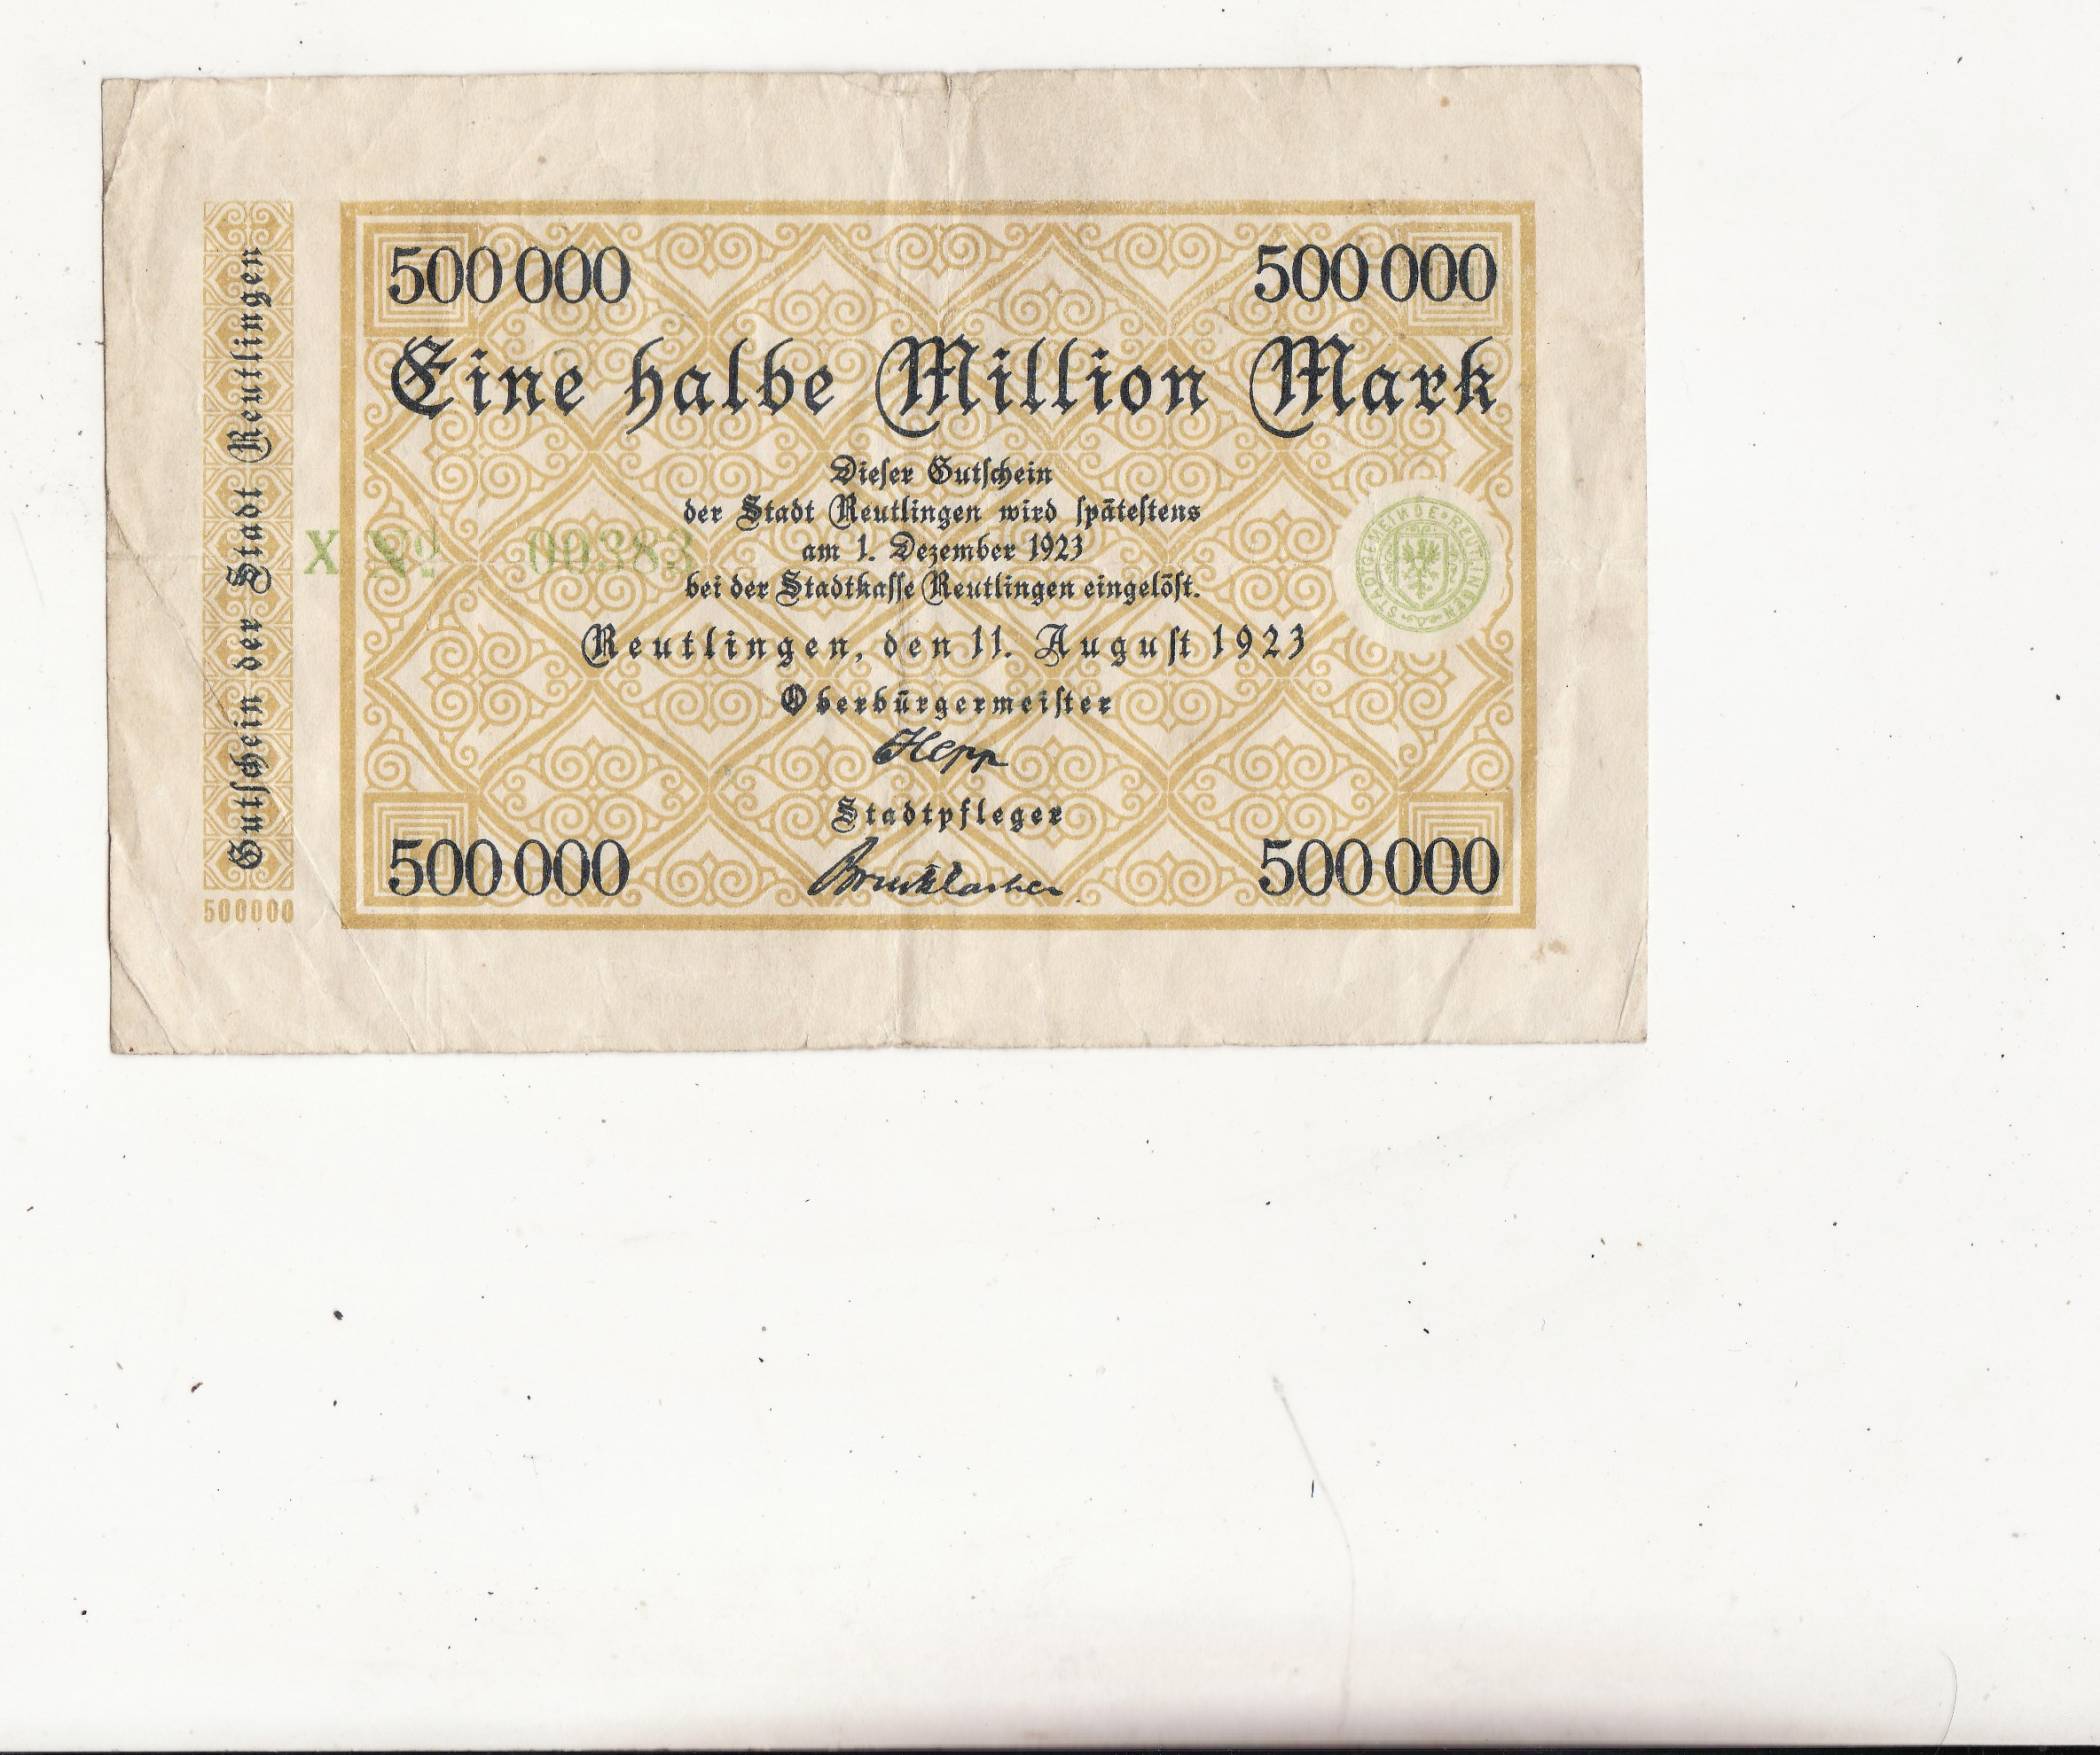 Gutschein der Stadt Reutlingen
500000
500 000
500 000
Eine halbe Million Mark
Dieser Gutschein
der Stadt Reutlingen wird spätestens
am 1. Dezember 1923
bei der Stadtkasse Reutlingen eingelöst.
X №
STADTGEMEINDE • REUTLINGEN
Reutlingen, den 11. August 1923
Oberbürgermeister
Hepp
Stadtpfleger
500 000
500 000